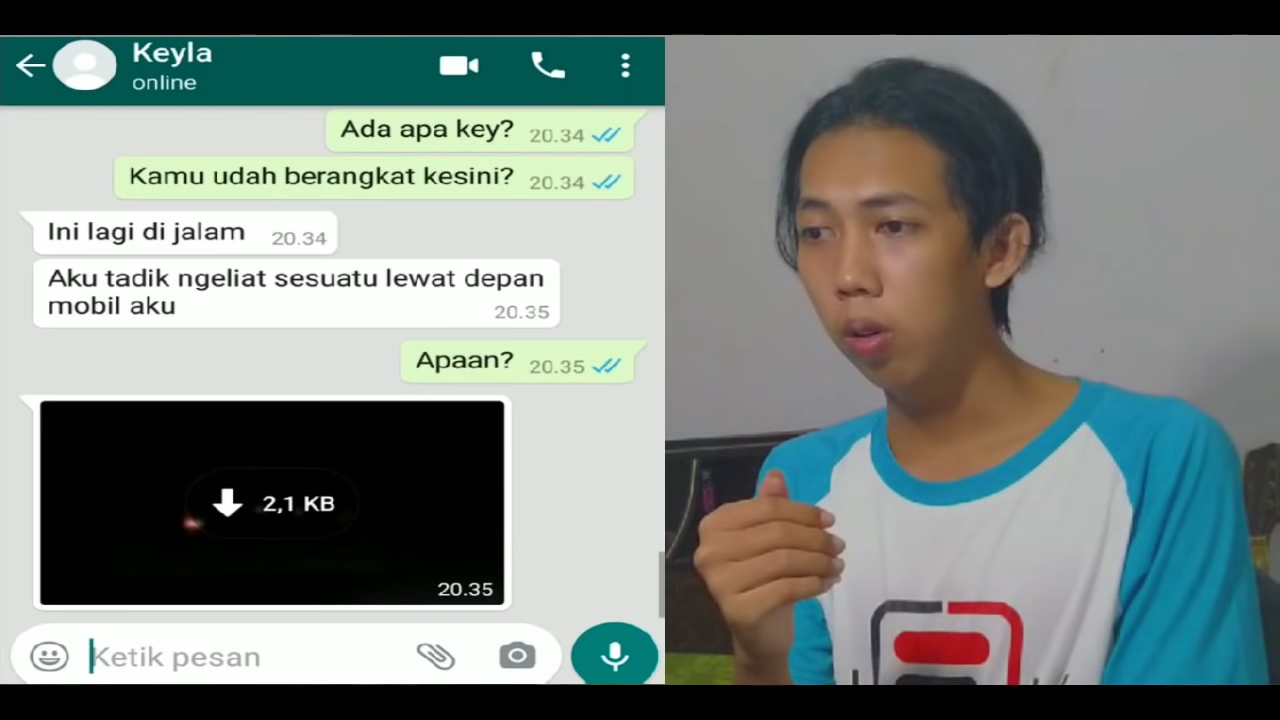 Keyla
online
Ada apa key? 20.34
Kamu udah berangkat kesini? 20.34
Ini lagi di jalam 20.34
Aku tadik ngeliat sesuatu lewat depan
mobil aku 20.35
Apaan? 20.35
2,1 KB
20.35
Ketik pesan